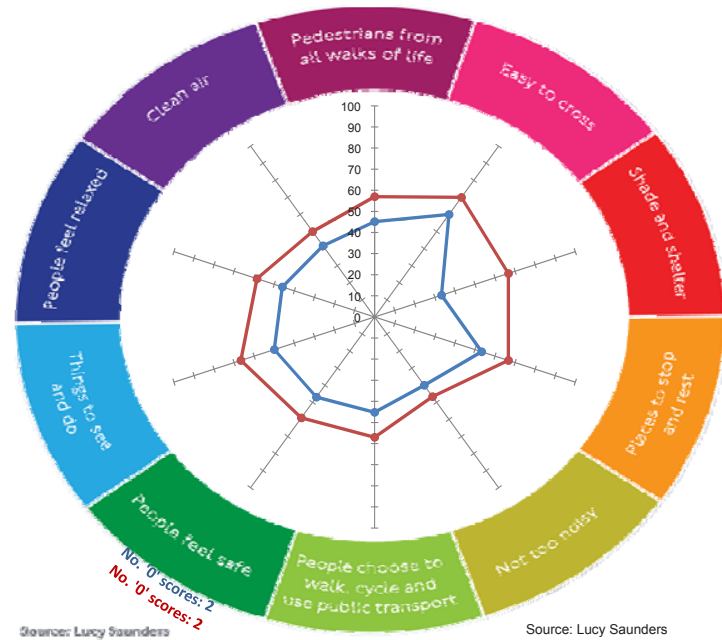 Pedestrians from
all walks of life
Easy to cross
Shade and shelter
Places to stop
and rest
Not too noisy
People choose to
walk, cycle and
use public transport
People feel safe
Things to see
and do
People feel relaxed
Clean air
100
90
80
70
60
50
40
30
20
10
0
No. '0' scores: 2
No. '0' scores: 2
Source: Lucy Saunders
Source: Lucy Saunders